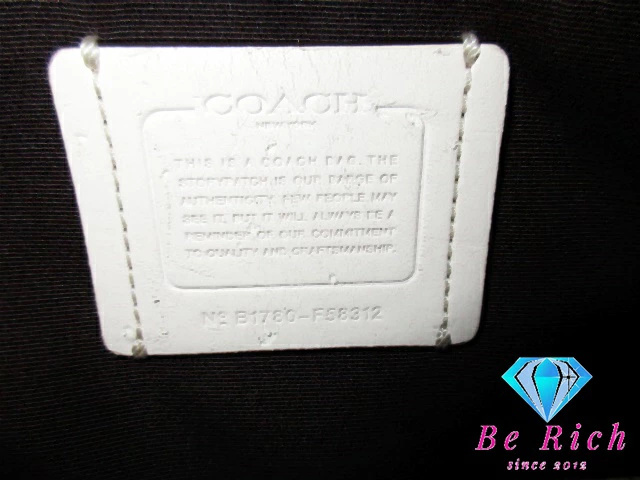 COACH
NEW YORK
THIS IS A COACH BAG. THE
STORYPATCH IS OUR BADGE OF
AUTHENTICITY. FEW PEOPLE MAY
SEE IT, BUT IT WILL ALWAYS BE A
REMINDER OF OUR COMMITMENT
TO QUALITY AND CRAFTSMANSHIP.
Nº B1780-F58312
Be Rich
since 2012